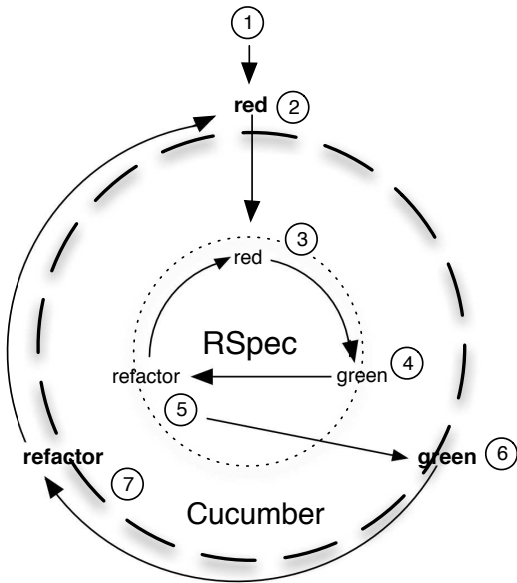 1
red 2
3
red
RSpec
4
refactor
green
5
refactor
green 6
7
Cucumber